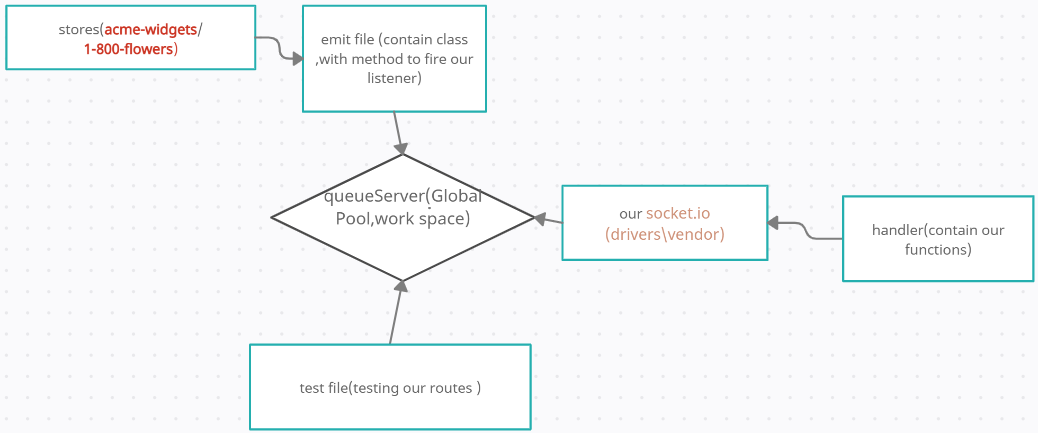 stores(acme-widgets/
1-800-flowers)
emit file (contain class
,with method to fire our
listener)
queueServer(Global
Pool,work space)
our socket.io
(drivers\vendor)
handler(contain our
functions)
test file(testing our routes )